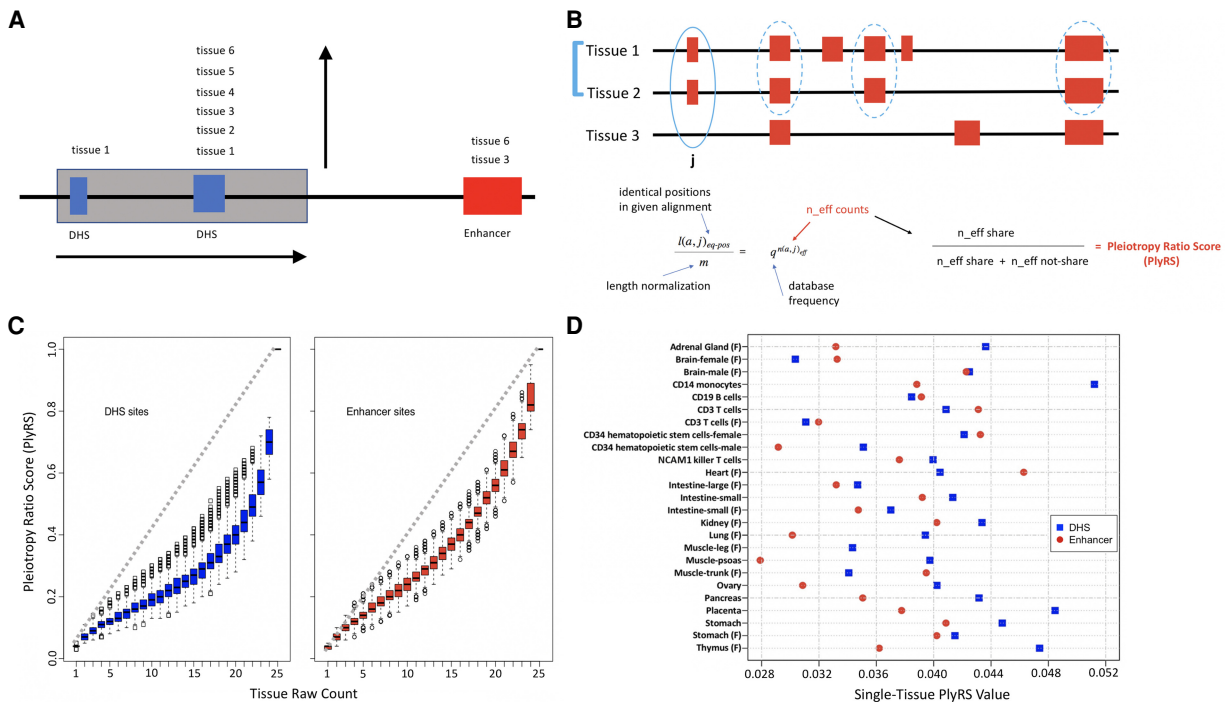 A
tissue 6
tissue 5
tissue 4
tissue 3
tissue 2
tissue 1
tissue 1
tissue 6
tissue 3
DHS
DHS
Enhancer
B
Tissue 1
Tissue 2
Tissue 3
j
identical positions
in given alignment
n_eff counts
l(a, j)eq-pos
m
=
q^n(a,j)eff
length normalization
database
frequency
n_eff share
n_eff share + n_eff not-share
= Pleiotropy Ratio Score
(PlyRS)
C
Pleiotropy Ratio Score (PlyRS)
1.0
0.8
0.6
0.4
0.2
0.0
DHS sites
Enhancer sites
1 5 10 15 20 25
1 5 10 15 20 25
Tissue Raw Count
D
Adrenal Gland (F)
Brain-female (F)
Brain-male (F)
CD14 monocytes
CD19 B cells
CD3 T cells
CD3 T cells (F)
CD34 hematopoietic stem cells-female
CD34 hematopoietic stem cells-male
NCAM1 killer T cells
Heart (F)
Intestine-large (F)
Intestine-small
Intestine-small (F)
Kidney (F)
Lung (F)
Muscle-leg (F)
Muscle-psoas
Muscle-trunk (F)
Ovary
Pancreas
Placenta
Stomach
Stomach (F)
Thymus (F)
DHS
Enhancer
0.028 0.032 0.036 0.040 0.044 0.048 0.052
Single-Tissue PlyRS Value